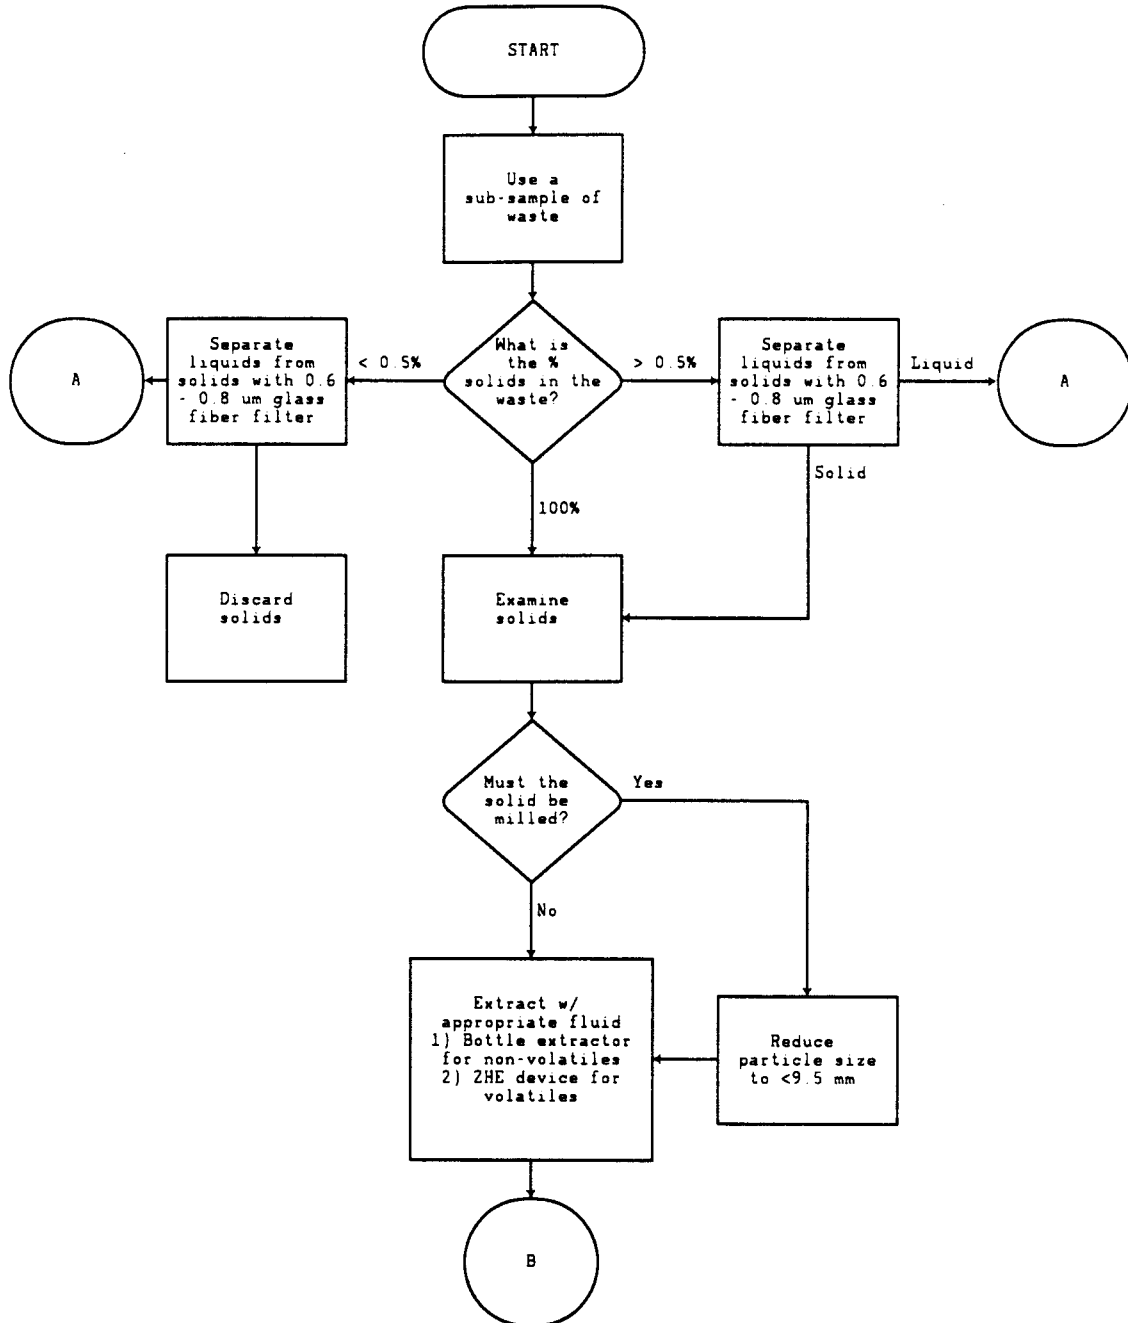 START
Use a
sub-sample of
waste
A
Separate
liquids from
solids with 0.6
- 0.8 um glass
fiber filter
< 0.5%
What is
the %
solids in the
waste?
> 0.5%
Separate
liquids from
solids with 0.6
- 0.8 um glass
fiber filter
Liquid
A
Solid
100%
Discard
solids
Examine
solids
Must the
solid be
milled?
Yes
No
Extract w/
appropriate fluid
1) Bottle extractor
for non-volatiles
2) ZHE device for
volatiles
Reduce
particle size
to <9.5 mm
B